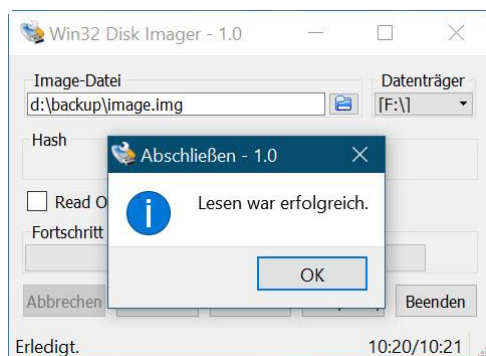 Win32 Disk Imager - 1.0
Image-Datei
Datenträger
d:\backup\image.img
[F:\]
Hash
Abschließen - 1.0
Lesen war erfolgreich.
Read O
Fortschritt
OK
Abbrechen
Beenden
Erledigt.
10:20/10:21